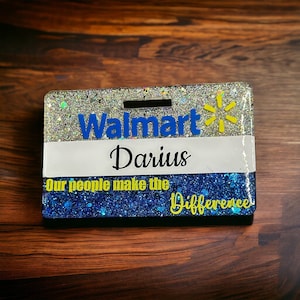 Walmart
Darius
Our people make the
Difference